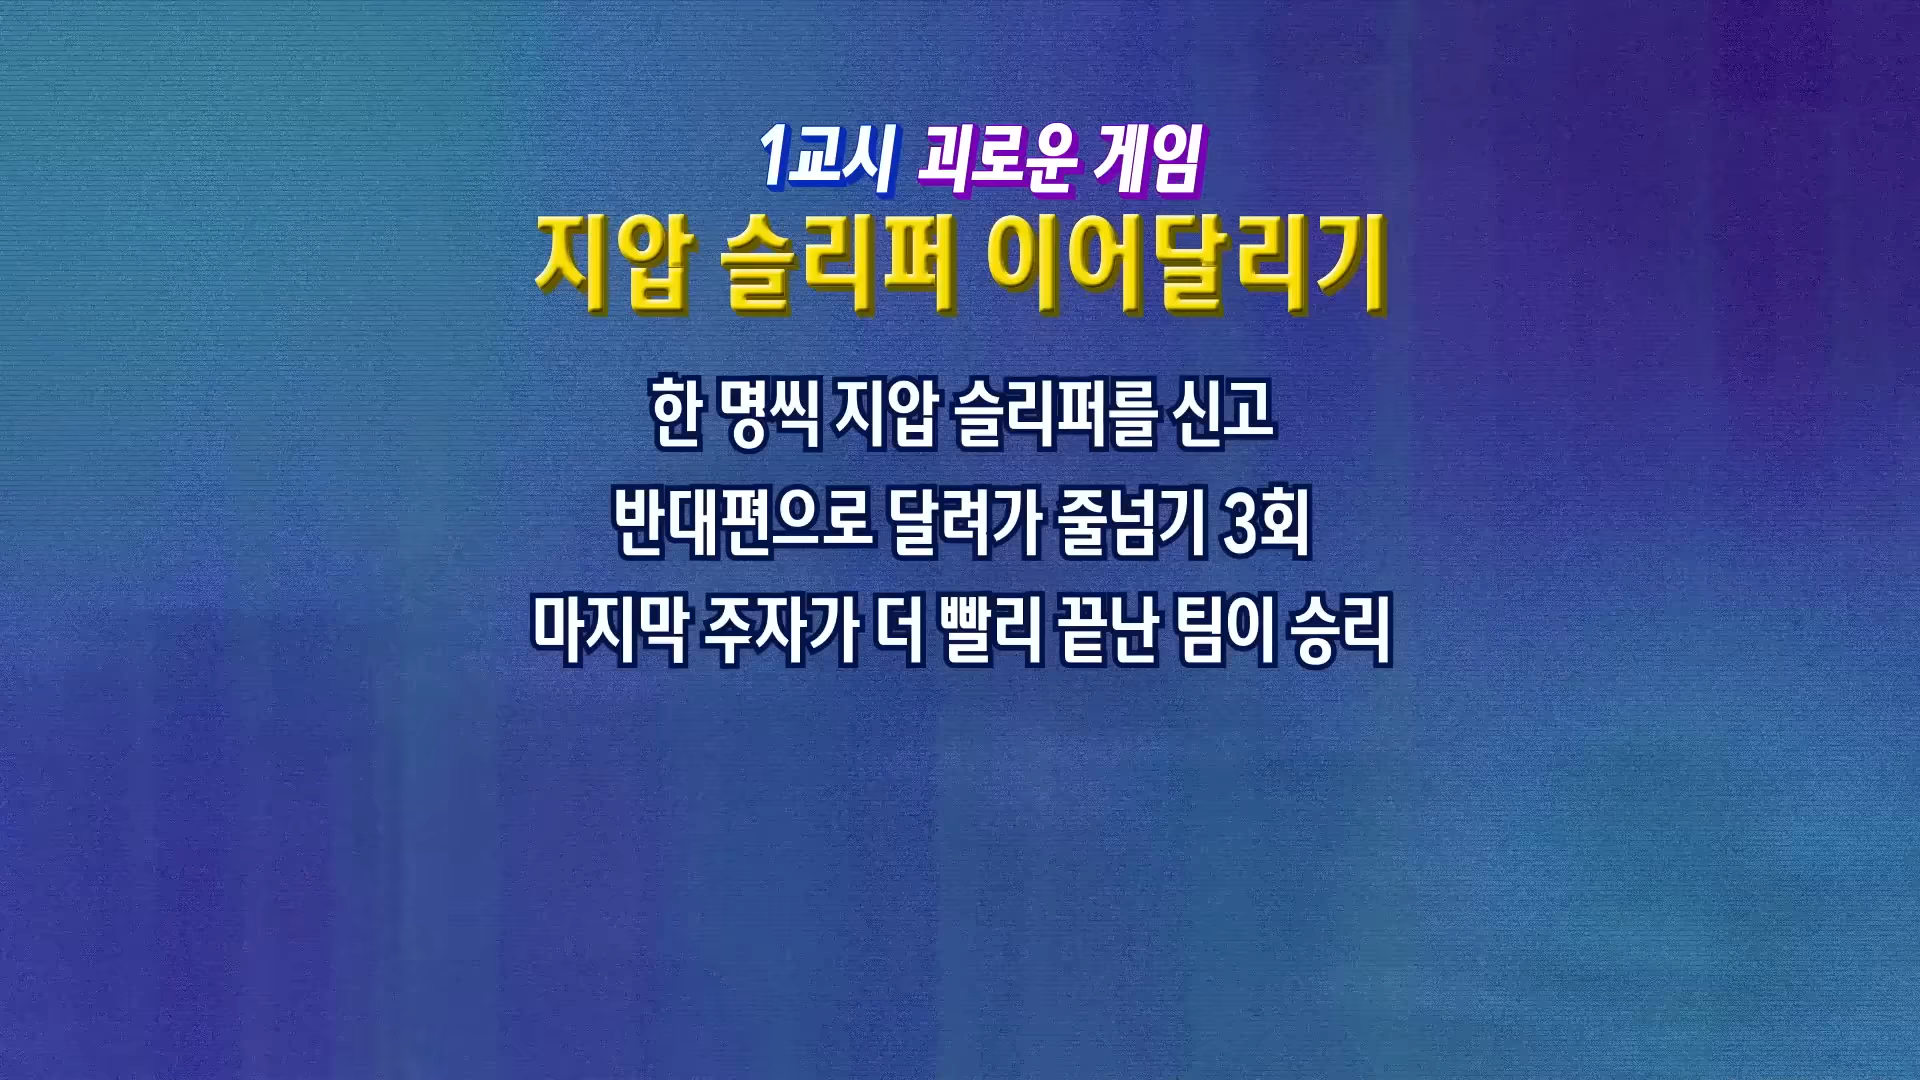 1교시 괴로운 게임
지압 슬리퍼 이어달리기
한 명씩 지압 슬리퍼를 신고
반대편으로 달려가 줄넘기 3회
마지막 주자가 더 빨리 끝난 팀이 승리